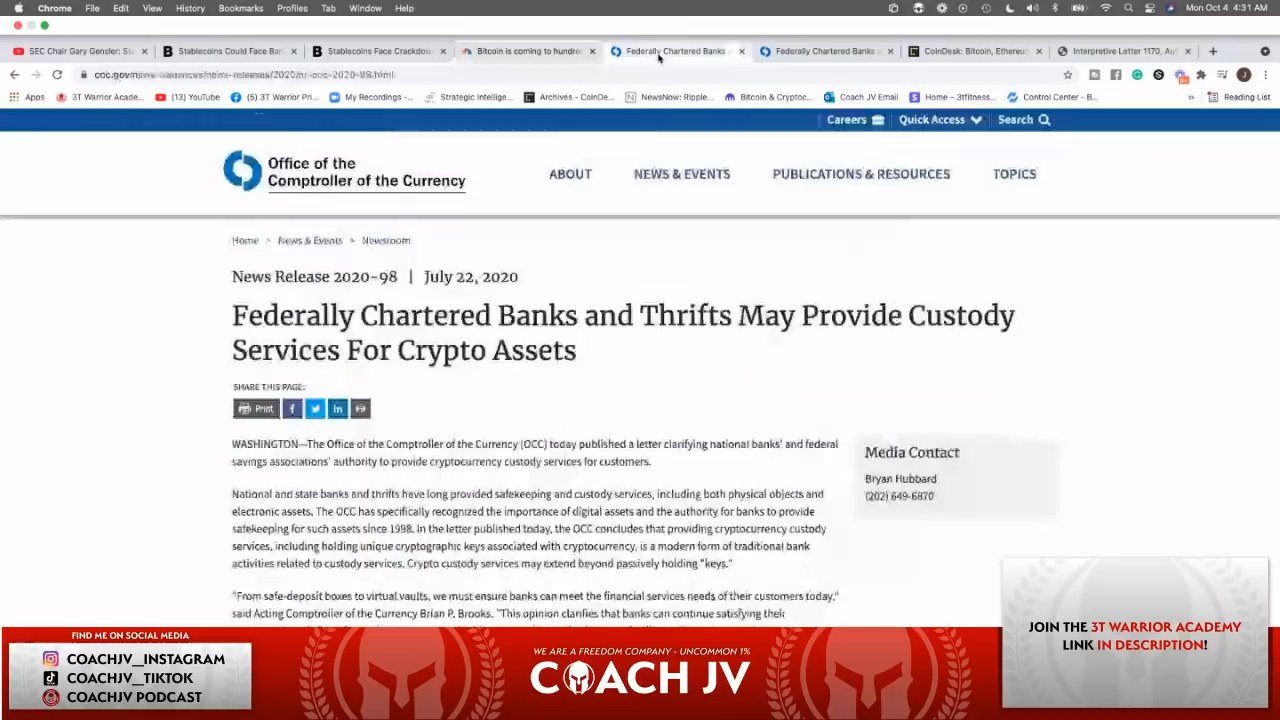 Chrome File Edit View History Bookmarks Profiles Tab Window Help Mon Oct 4 4:31 AM
SEC Chair Gary Gensler: Sta Stablecoins Could Face Ban Stablecoins Face Crackdow Bitcoin is coming to hundre Federally Chartered Banks Federally Chartered Banks CoinDesk: Bitcoin, Ethereu Interpretive Letter 1170, Aut
Apps 3T Warrior Acade... (13) YouTube (5) 3T Warrior Pri... My Recordings -... Strategic Intellige... Archives - CoinDe... NewsNow: Ripple... Bitcoin & Cryptoc... Coach JV Email Home - 3tfitness... Control Center - B... » Reading List
Careers Quick Access Search
Office of the
Comptroller of the Currency
ABOUT NEWS & EVENTS PUBLICATIONS & RESOURCES TOPICS
Home > News & Events > Newsroom
News Release 2020-98 | July 22, 2020
Federally Chartered Banks and Thrifts May Provide Custody
Services For Crypto Assets
SHARE THIS PAGE:
Print f in
WASHINGTON—The Office of the Comptroller of the Currency (OCC) today published a letter clarifying national banks' and federal
savings associations' authority to provide cryptocurrency custody services for customers.
National and state banks and thrifts have long provided safekeeping and custody services, including both physical objects and
electronic assets. The OCC has specifically recognized the importance of digital assets and the authority for banks to provide
safekeeping for such assets since 1998. In the letter published today, the OCC concludes that providing cryptocurrency custody
services, including holding unique cryptographic keys associated with cryptocurrency, is a modern form of traditional bank
activities related to custody services. Crypto custody services may extend beyond passively holding "keys."
"From safe-deposit boxes to virtual vaults, we must ensure banks can meet the financial services needs of their customers today,"
said Acting Comptroller of the Currency Brian P. Brooks. "This opinion clarifies that banks can continue satisfying their
Media Contact
Bryan Hubbard
(202) 649-6870
JOIN THE 3T WARRIOR ACADEMY
LINK IN DESCRIPTION!
FIND ME ON SOCIAL MEDIA
COACHJV_INSTAGRAM
COACHJV_TIKTOK
COACHJV PODCAST
WE ARE A FREEDOM COMPANY - UNCOMMON 1%
COACH JV